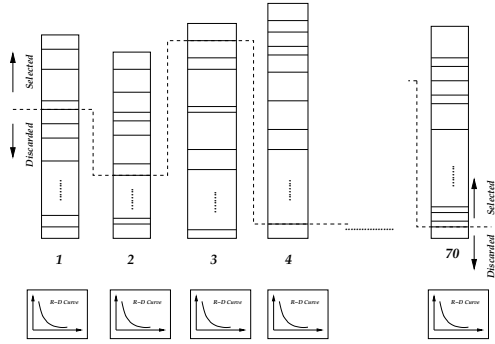 Selected
Discarded
1
2
3
4
70
Selected
Discarded
R–D Curve
R–D Curve
R–D Curve
R–D Curve
R–D Curve